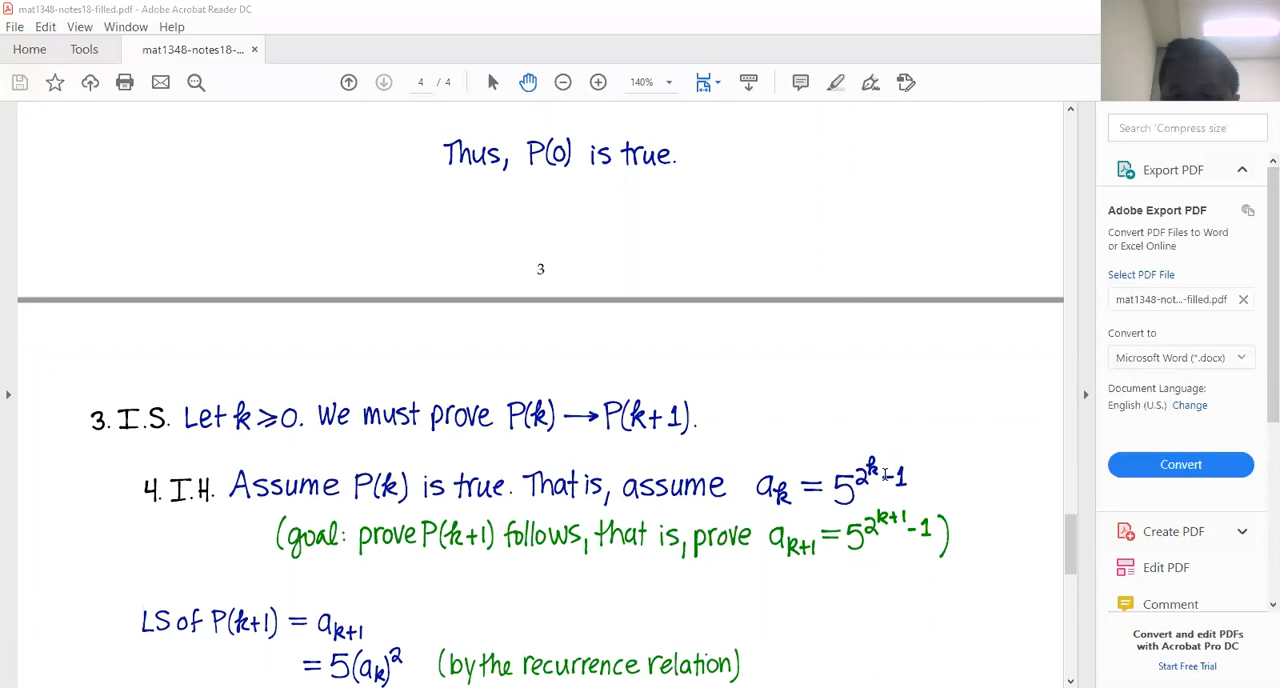 mat1348-notes18-filled.pdf - Adobe Acrobat Reader DC
File Edit View Window Help
Home Tools mat1348-notes18-... ×
4 / 4 140%
Thus, P(0) is true.
3
3. I.S. Let k ≥ 0. We must prove P(k) → P(k+1).
4. I.H. Assume P(k) is true. That is, assume a_k = 5^{2^k - 1}
(goal: prove P(k+1) follows, that is, prove a_{k+1} = 5^{2^{k+1} - 1})
LS of P(k+1) = a_{k+1}
= 5(a_k)^2 (by the recurrence relation)
Search 'Compress size'
Export PDF
Adobe Export PDF
Convert PDF Files to Word
or Excel Online
Select PDF File
mat1348-not...-filled.pdf ×
Convert to
Microsoft Word (*.docx)
Document Language:
English (U.S.) Change
Convert
Create PDF
Edit PDF
Comment
Convert and edit PDFs
with Acrobat Pro DC
Start Free Trial